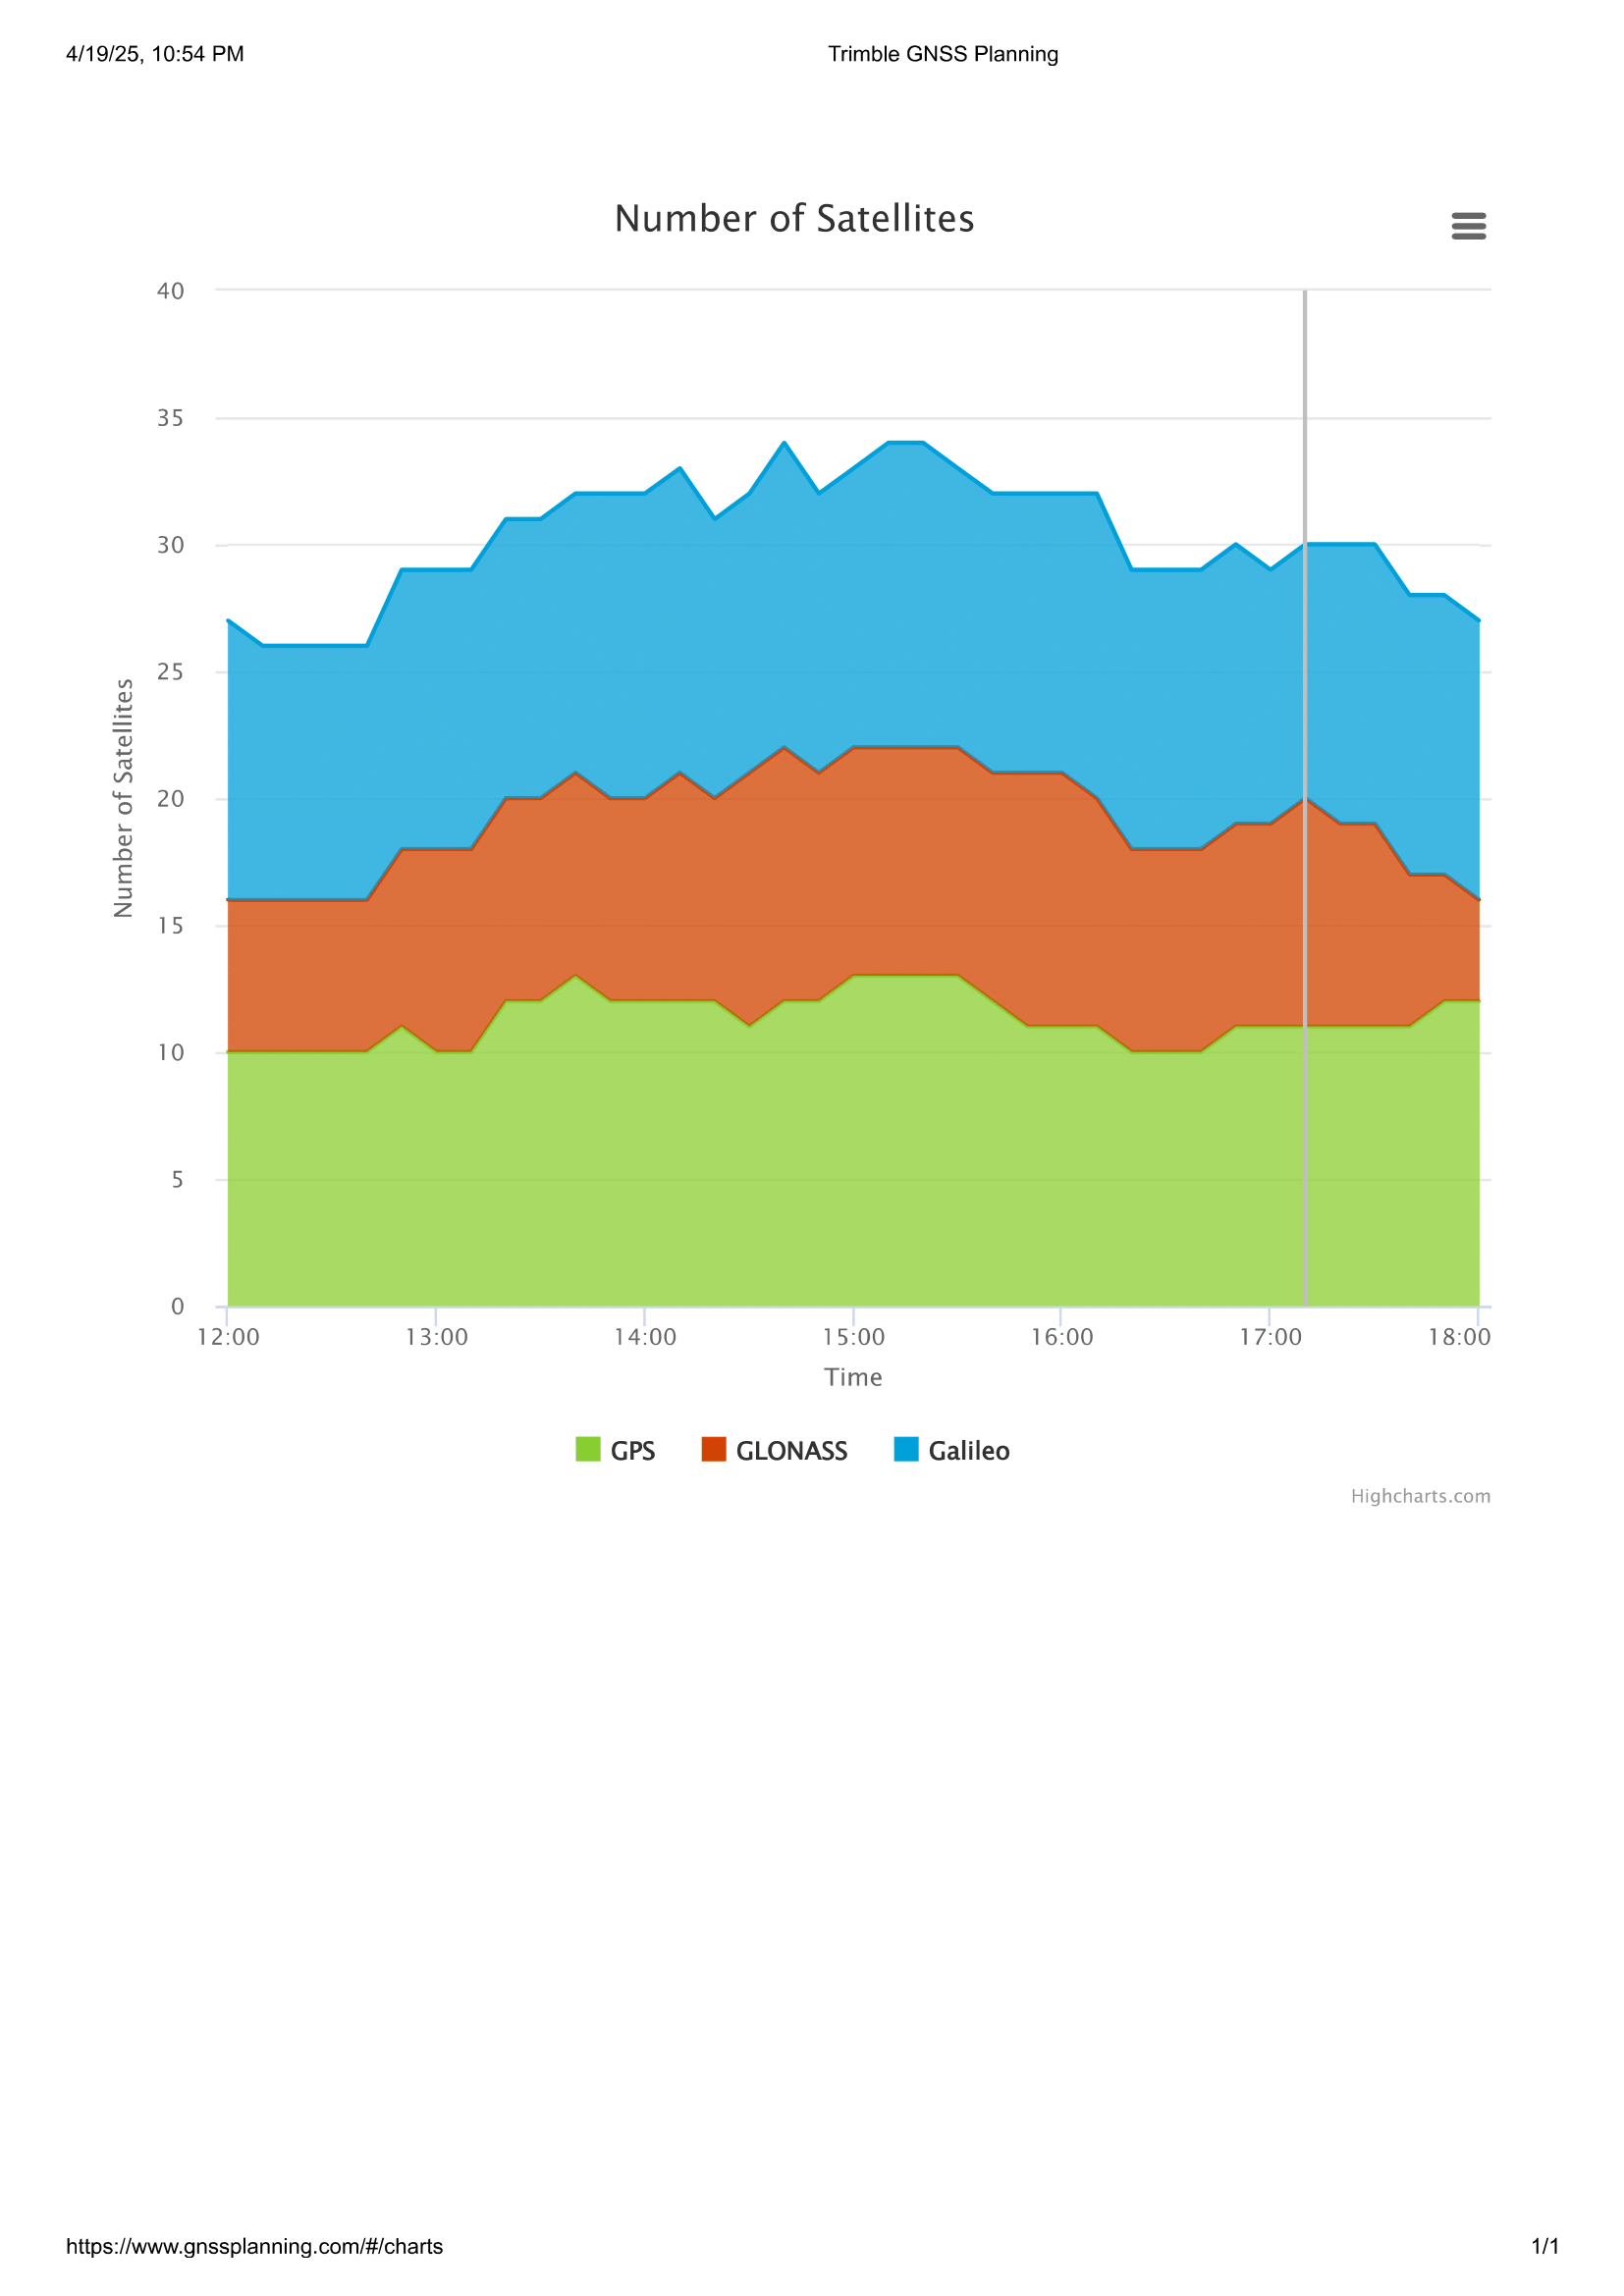 4/19/25, 10:54 PM
Trimble GNSS Planning
Number of Satellites
40
35
30
25
20
15
10
5
0
Number of Satellites
12:00 13:00 14:00 15:00 16:00 17:00 18:00
Time
GPS GLONASS Galileo
Highcharts.com
https://www.gnssplanning.com/#/charts
1/1